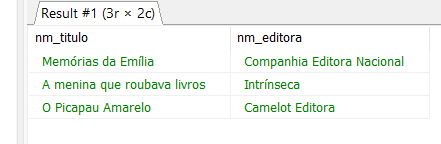 Result #1 (3r × 2c)
nm_titulo nm_editora
Memórias da Emília Companhia Editora Nacional
A menina que roubava livros Intrínseca
O Picapau Amarelo Camelot Editora